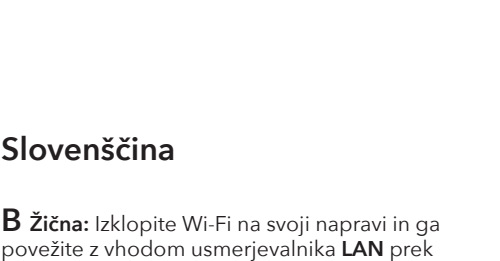 Slovenščina
B Žična: Izklopite Wi-Fi na svoji napravi in ga
povežite z vhodom usmerjevalnika LAN prek